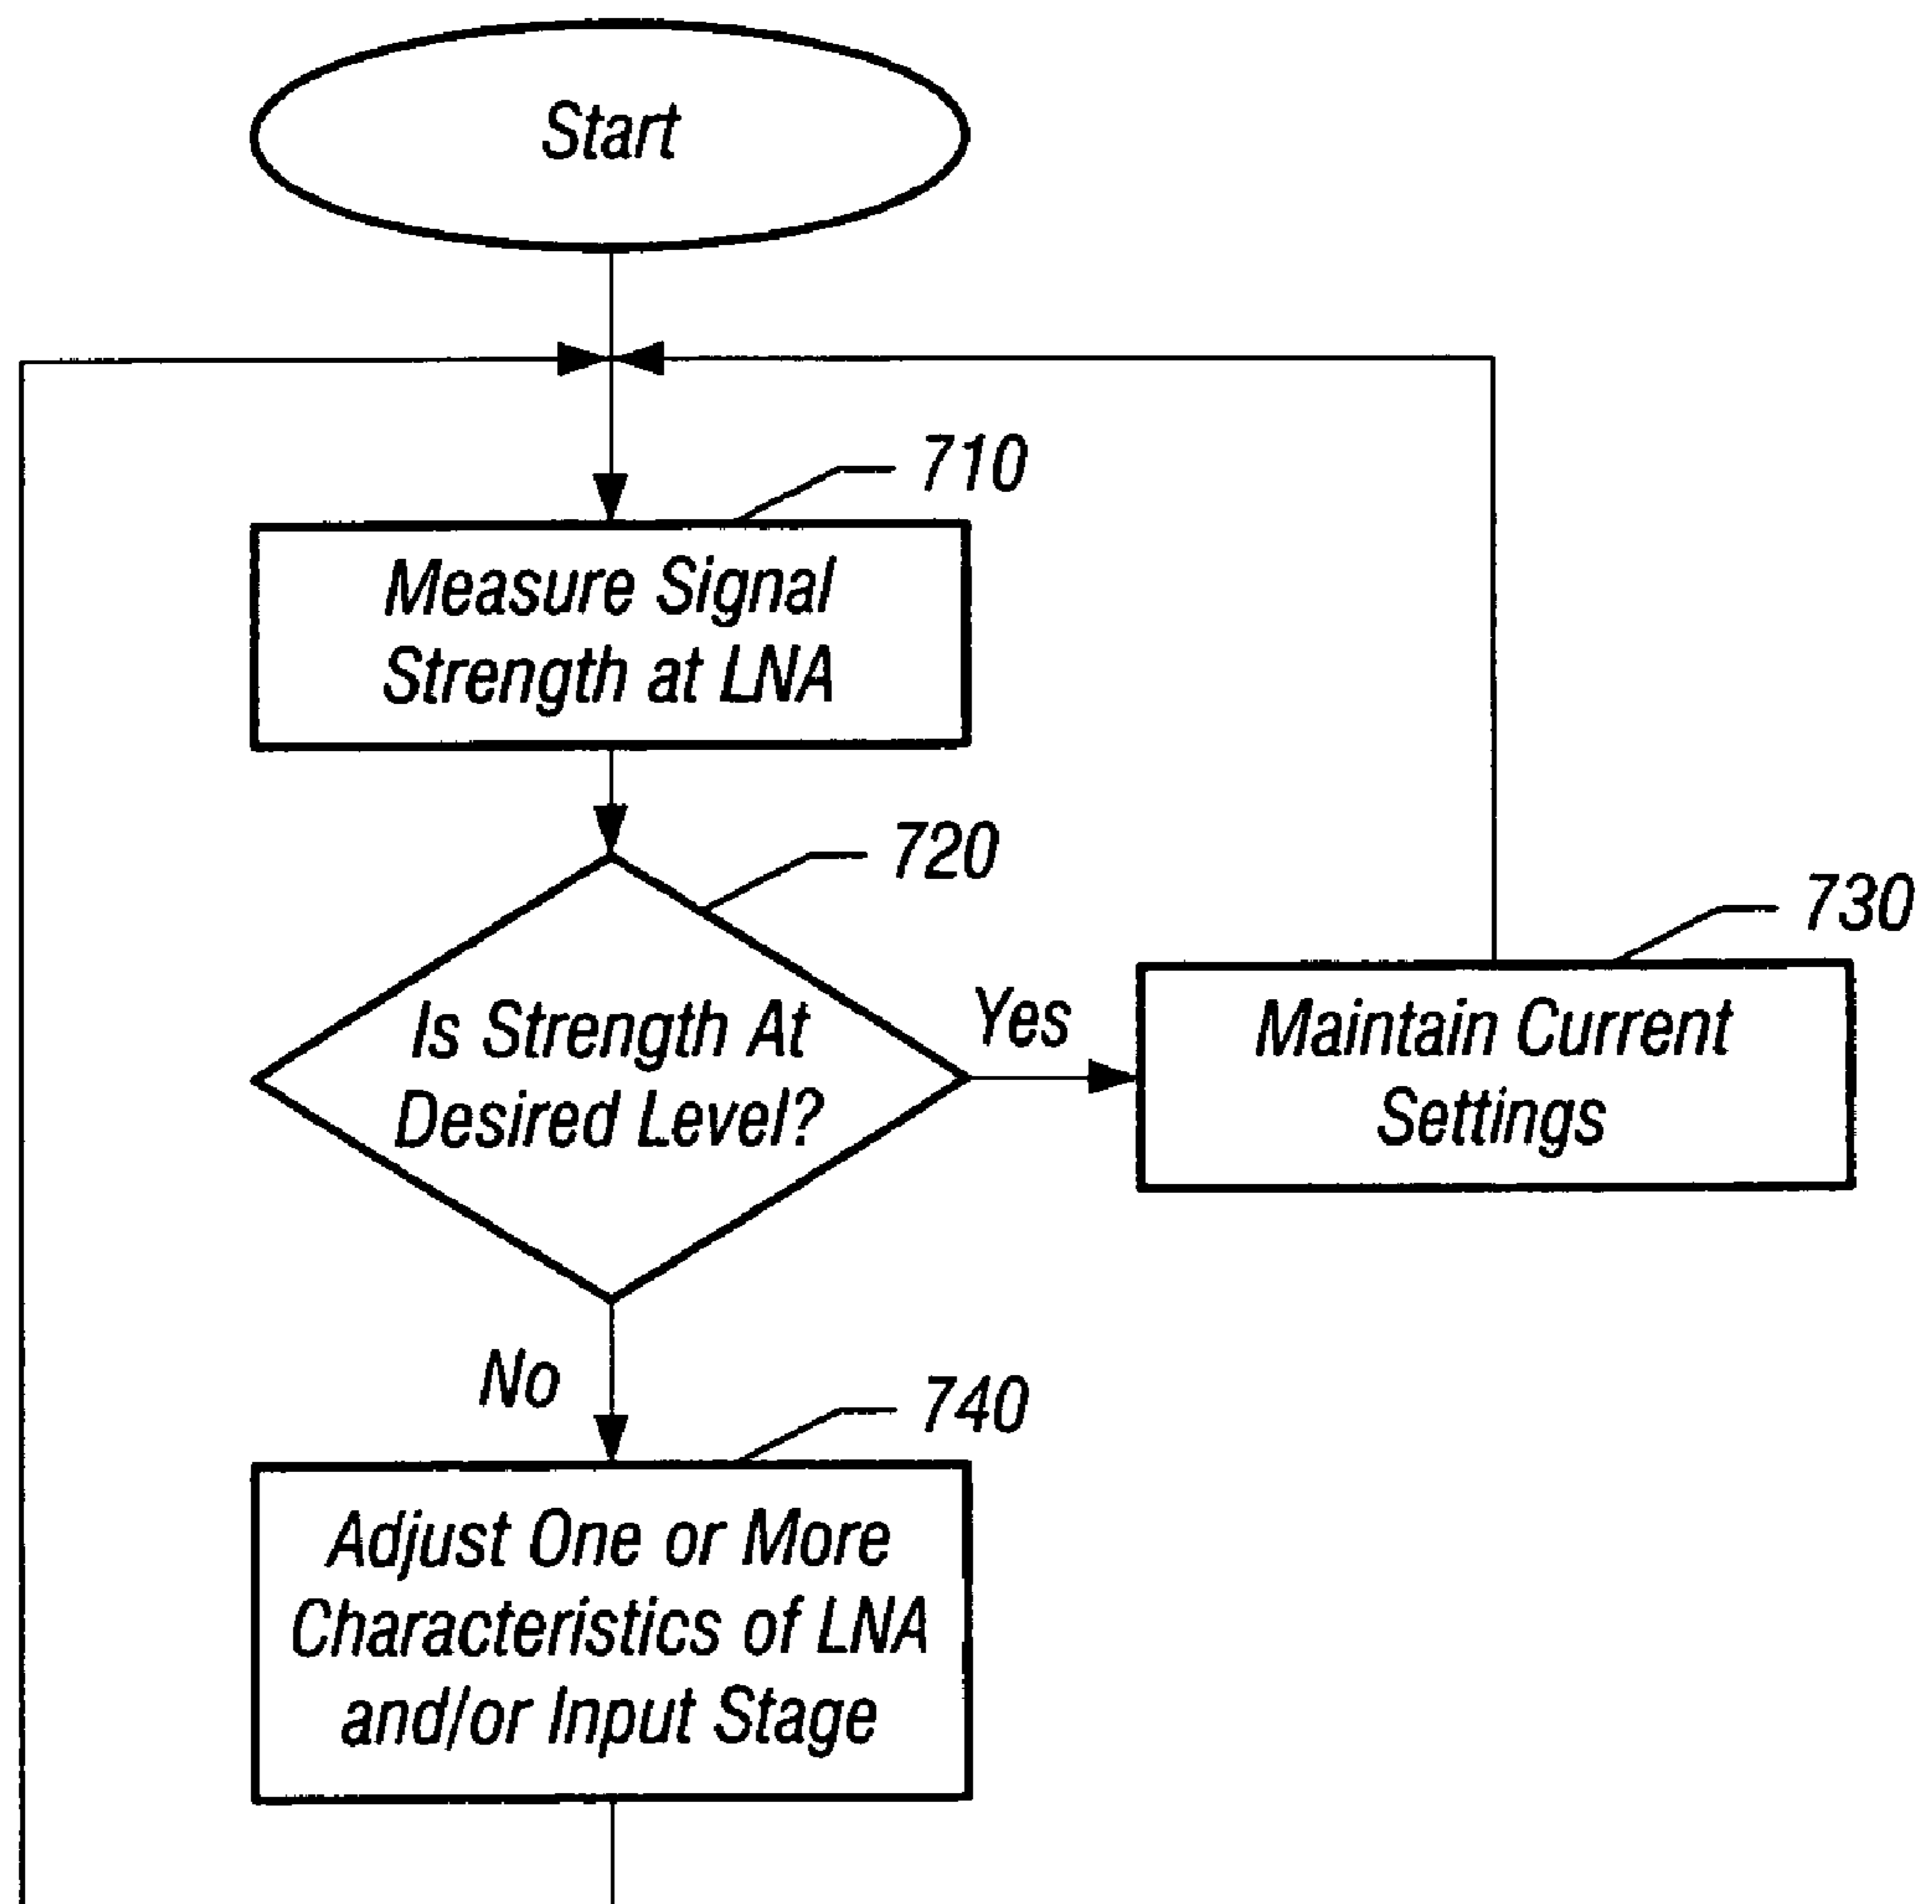 Start
710
Measure Signal
Strength at LNA
720
Is Strength At
Desired Level?
Yes
730
Maintain Current
Settings
No
740
Adjust One or More
Characteristics of LNA
and/or Input Stage